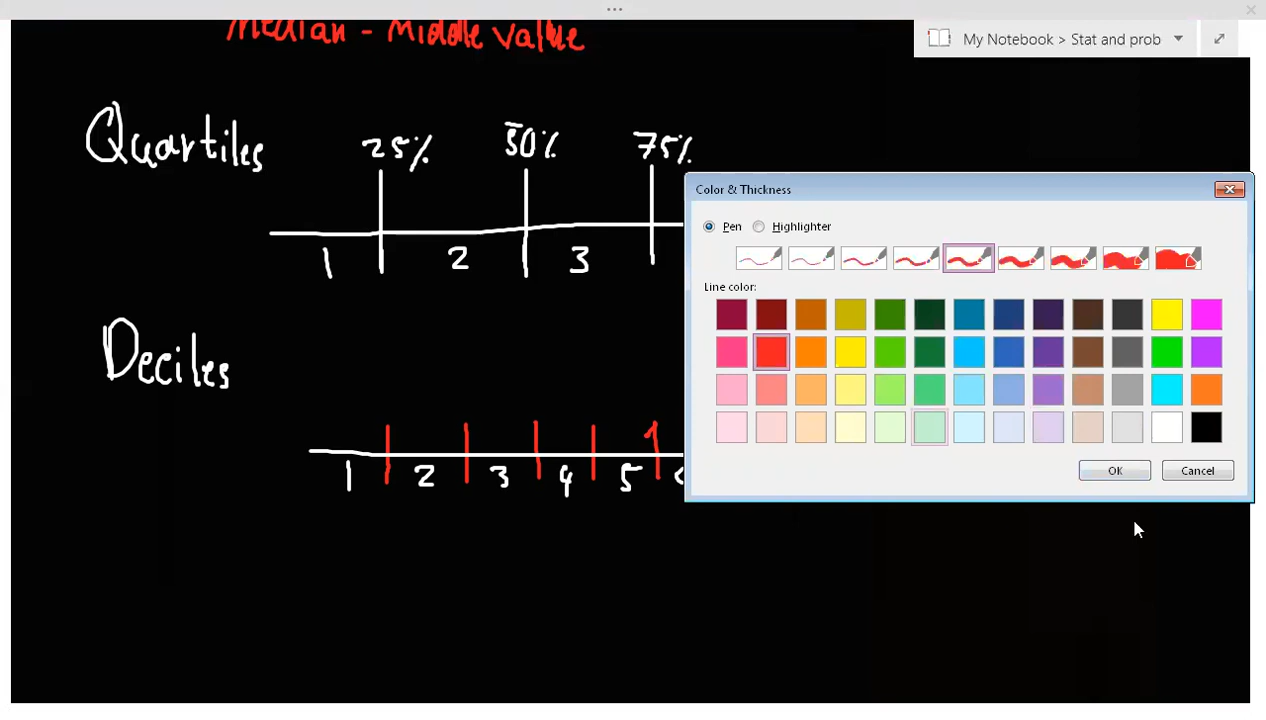 ...
×
Median - Middle value
My Notebook > Stat and prob
Quartiles
25% 50% 75%
1 2 3
Color & Thickness
Pen Highlighter
Line color:
OK Cancel
Deciles
1 2 3 4 5